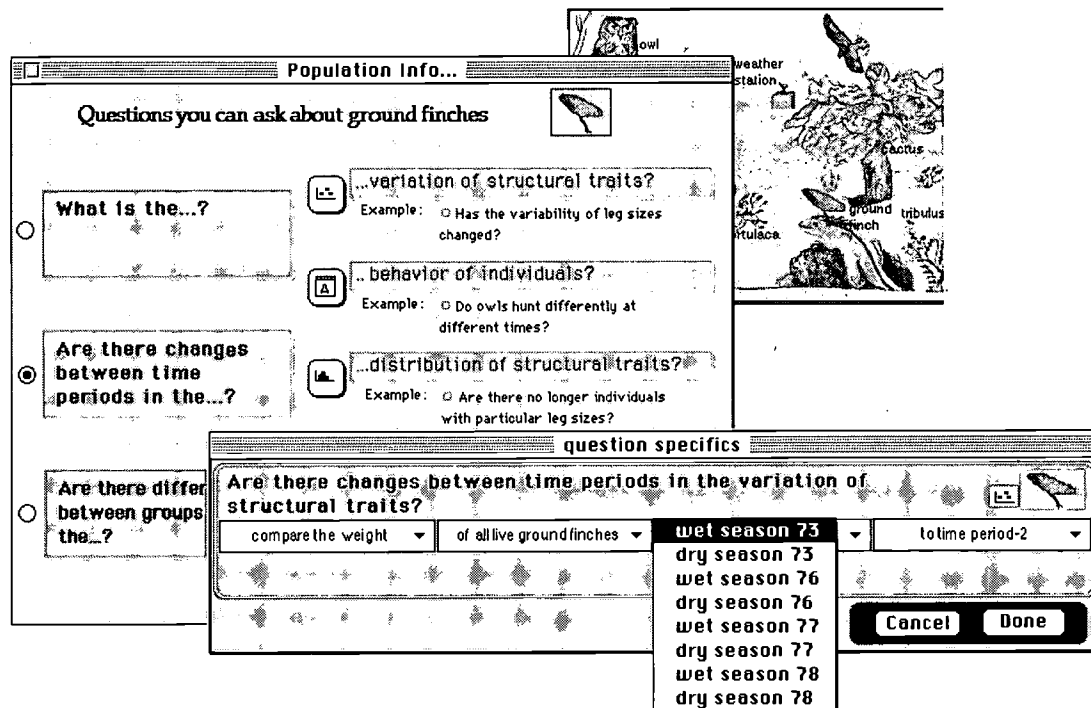 owl
weather
station
cactus
ground
finch
tribulus
Population Info...
Questions you can ask about ground finches
What is the...?
...variation of structural traits?
Example: Has the variability of leg sizes
changed?
.. behavior of individuals?
A
Example: Do owls hunt differently at
different times?
Are there changes
between time
periods in the...?
...distribution of structural traits?
Example: Are there no longer individuals
with particular leg sizes?
Are there differ
between groups
the...?
question specifics
Are there changes between time periods in the variation of
structural traits?
compare the weight
of all live ground finches
wet season 73
to time period-2
dry season 73
wet season 76
dry season 76
wet season 77
dry season 77
wet season 78
dry season 78
Cancel
Done